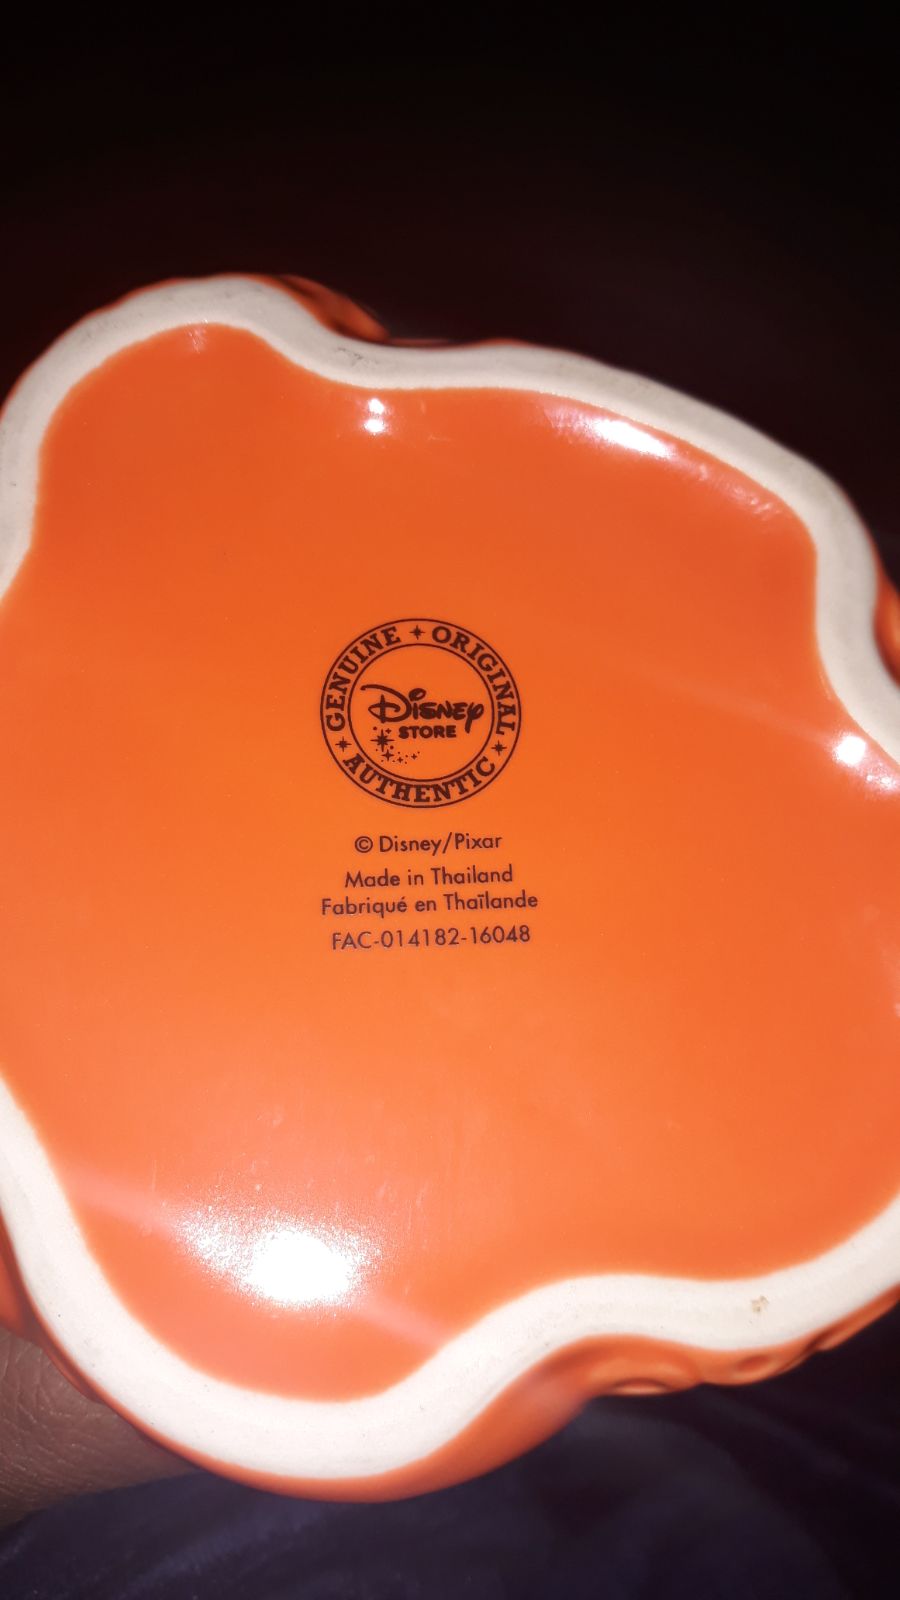 GENUINE ORIGINAL
AUTHENTIC
Disney
STORE
© Disney/Pixar
Made in Thailand
Fabriqué en Thaïlande
FAC-014182-16048